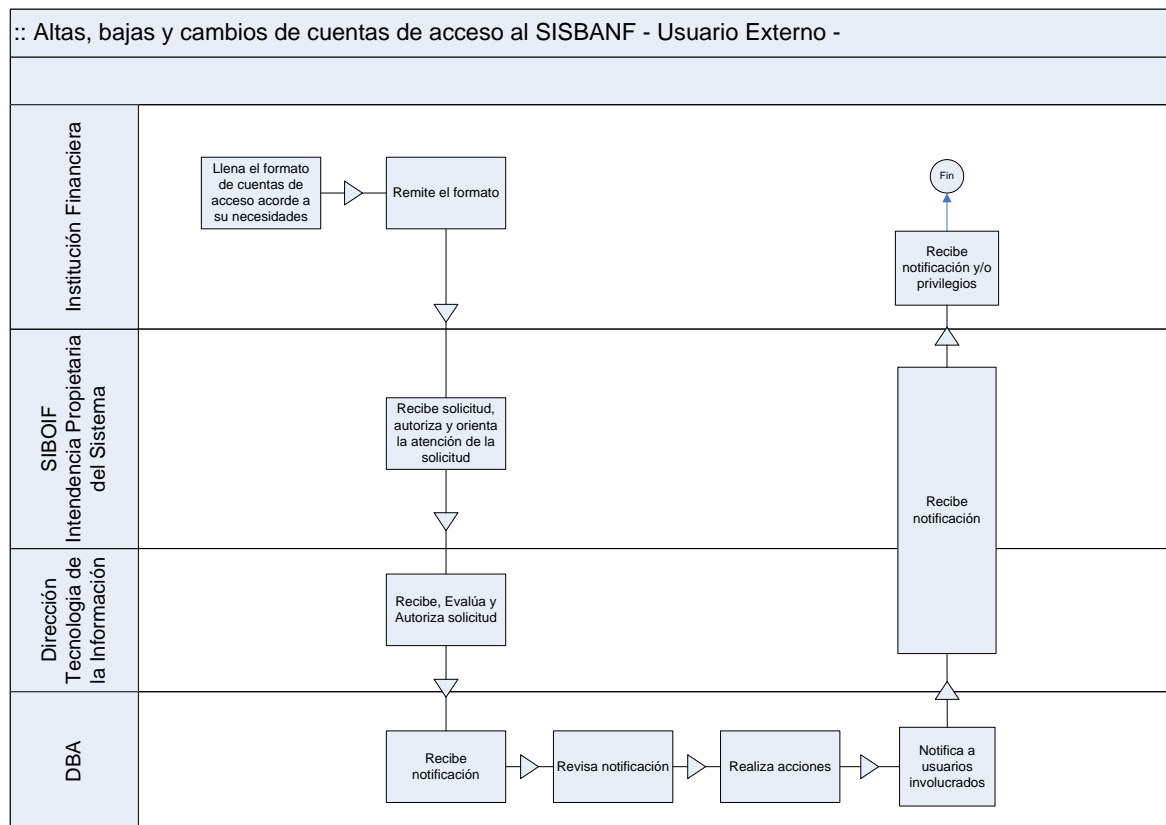 :: Altas, bajas y cambios de cuentas de acceso al SISBANF - Usuario Externo -
Institución Financiera
Llena el formato
de cuentas de
acceso acorde a
su necesidades
Remite el formato
Fin
Recibe
notificación y/o
privilegios
SIBOIF
Intendencia Propietaria
del Sistema
Recibe solicitud,
autoriza y orienta
la atención de la
solicitud
Recibe
notificación
Dirección
Tecnologia de
la Información
Recibe, Evalúa y
Autoriza solicitud
DBA
Recibe
notificación
Revisa notificación
Realiza acciones
Notifica a
usuarios
involucrados